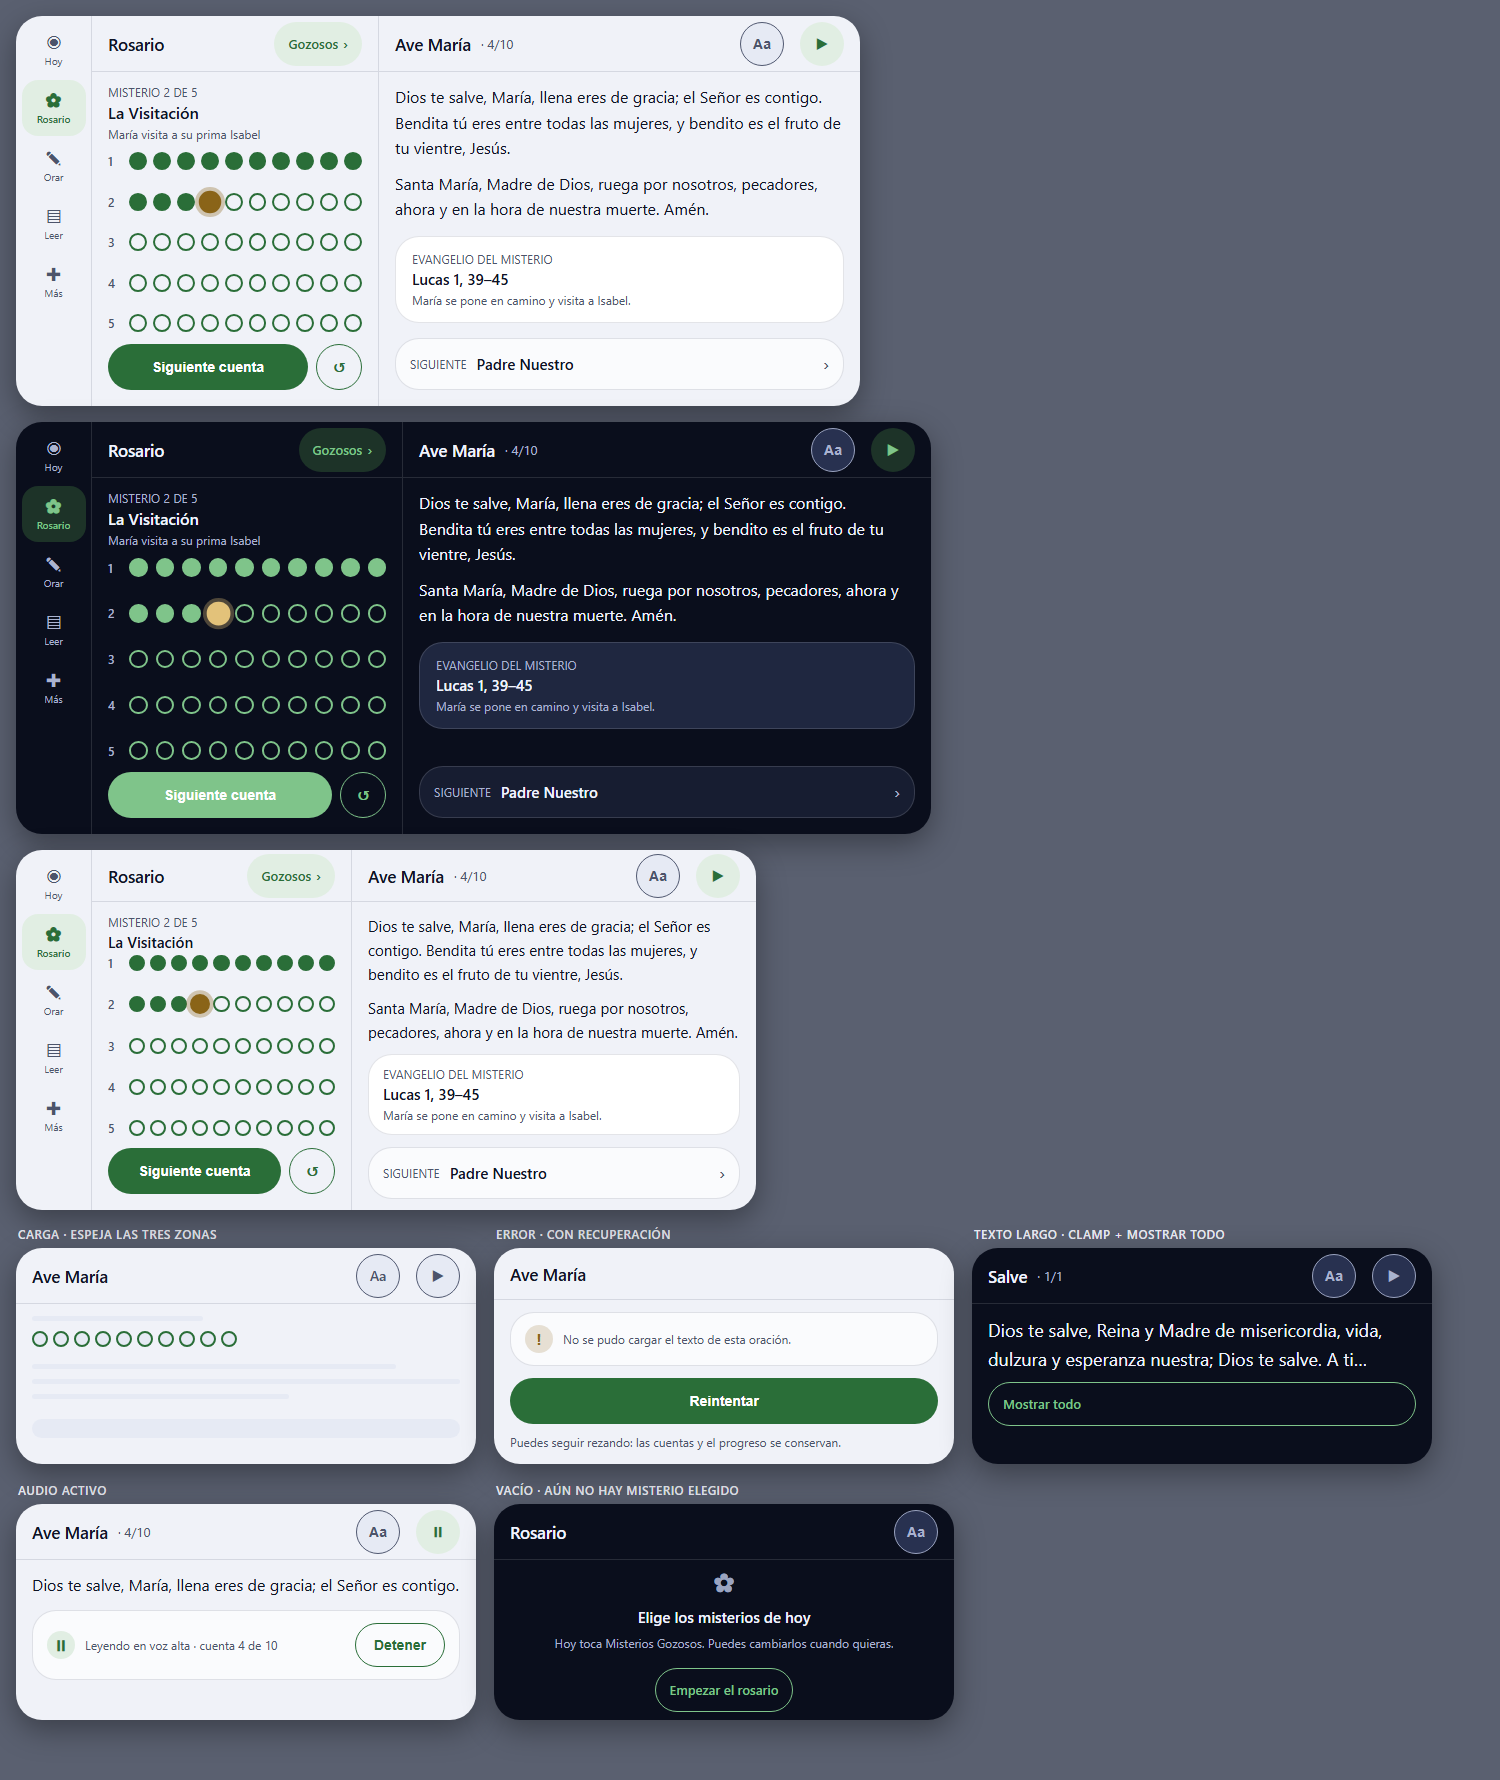 Hoy
Rosario
Orar
Leer
Más
Rosario
Gozosos ›
MISTERIO 2 DE 5
La Visitación
María visita a su prima Isabel
1
2
3
4
5
Siguiente cuenta
↺
Ave María · 4/10
Aa
Dios te salve, María, llena eres de gracia; el Señor es contigo.
Bendita tú eres entre todas las mujeres, y bendito es el fruto de
tu vientre, Jesús.
Santa María, Madre de Dios, ruega por nosotros, pecadores,
ahora y en la hora de nuestra muerte. Amén.
EVANGELIO DEL MISTERIO
Lucas 1, 39–45
María se pone en camino y visita a Isabel.
SIGUIENTE Padre Nuestro ›
Hoy
Rosario
Orar
Leer
Más
Rosario
Gozosos ›
MISTERIO 2 DE 5
La Visitación
María visita a su prima Isabel
1
2
3
4
5
Siguiente cuenta
↺
Ave María · 4/10
Aa
Dios te salve, María, llena eres de gracia; el Señor es contigo.
Bendita tú eres entre todas las mujeres, y bendito es el fruto de tu
vientre, Jesús.
Santa María, Madre de Dios, ruega por nosotros, pecadores, ahora y
en la hora de nuestra muerte. Amén.
EVANGELIO DEL MISTERIO
Lucas 1, 39–45
María se pone en camino y visita a Isabel.
SIGUIENTE Padre Nuestro ›
Hoy
Rosario
Orar
Leer
Más
Rosario
Gozosos ›
MISTERIO 2 DE 5
La Visitación
1
2
3
4
5
Siguiente cuenta
↺
Ave María · 4/10
Aa
Dios te salve, María, llena eres de gracia; el Señor es
contigo. Bendita tú eres entre todas las mujeres, y
bendito es el fruto de tu vientre, Jesús.
Santa María, Madre de Dios, ruega por nosotros,
pecadores, ahora y en la hora de nuestra muerte. Amén.
EVANGELIO DEL MISTERIO
Lucas 1, 39–45
María se pone en camino y visita a Isabel.
SIGUIENTE Padre Nuestro ›
CARGA · ESPEJA LAS TRES ZONAS
Ave María
Aa
ERROR · CON RECUPERACIÓN
Ave María
! No se pudo cargar el texto de esta oración.
Reintentar
Puedes seguir rezando: las cuentas y el progreso se conservan.
TEXTO LARGO · CLAMP + MOSTRAR TODO
Salve · 1/1
Aa
Dios te salve, Reina y Madre de misericordia, vida,
dulzura y esperanza nuestra; Dios te salve. A ti…
Mostrar todo
AUDIO ACTIVO
Ave María · 4/10
Aa
Dios te salve, María, llena eres de gracia; el Señor es contigo.
Leyendo en voz alta · cuenta 4 de 10
Detener
VACÍO · AÚN NO HAY MISTERIO ELEGIDO
Rosario
Aa
Elige los misterios de hoy
Hoy toca Misterios Gozosos. Puedes cambiarlos cuando quieras.
Empezar el rosario